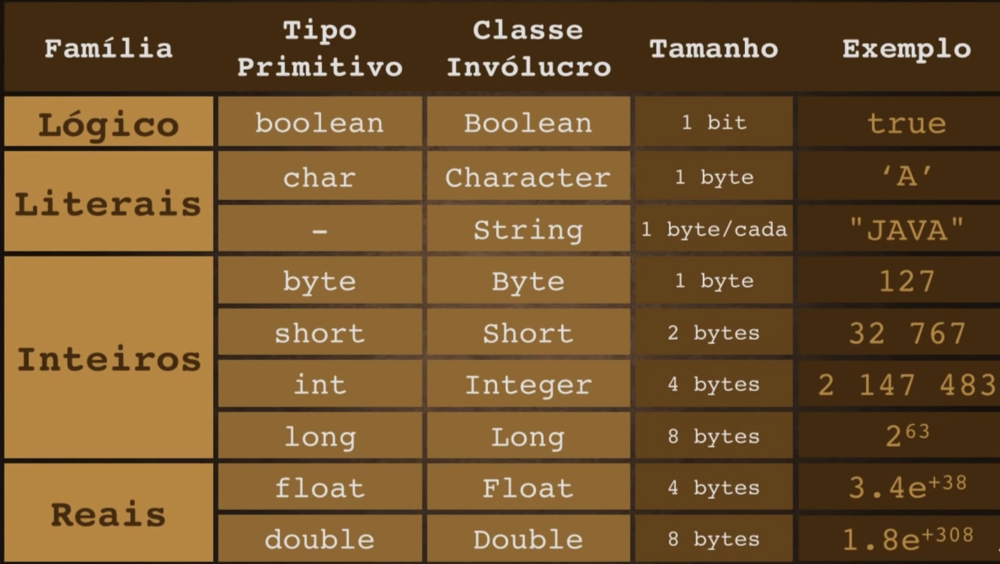 Família
Tipo
Primitivo
Classe
Invólucro
Tamanho
Exemplo
Lógico
boolean
Boolean
1 bit
true
Literais
char
Character
1 byte
‘A’
-
String
1 byte/cada
"JAVA"
Inteiros
byte
Byte
1 byte
127
short
Short
2 bytes
32 767
int
Integer
4 bytes
2 147 483
long
Long
8 bytes
2⁶³
Reais
float
Float
4 bytes
3.4e⁺³⁸
double
Double
8 bytes
1.8e⁺³⁰⁸